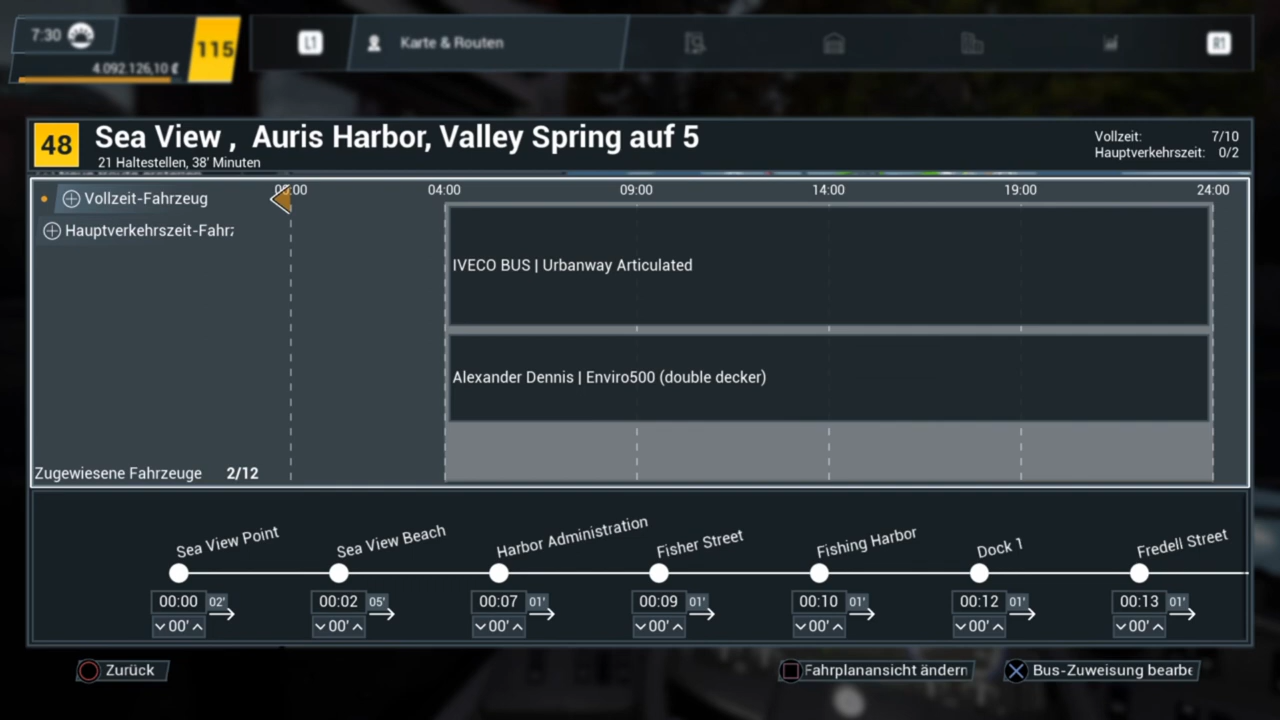 7:30
115
4.092.126,10 €
L1
Karte & Routen
R1
48
Sea View , Auris Harbor, Valley Spring auf 5
21 Haltestellen, 38' Minuten
Vollzeit: 7/10
Hauptverkehrszeit: 0/2
Vollzeit-Fahrzeug
04:00 09:00 14:00 19:00 24:00
Hauptverkehrszeit-Fahr
IVECO BUS | Urbanway Articulated
Alexander Dennis | Enviro500 (double decker)
Zugewiesene Fahrzeuge 2/12
Sea View Point Sea View Beach Harbor Administration Fisher Street Fishing Harbor Dock 1 Fredell Street
00:00 02' 00:02 05' 00:07 01' 00:09 01' 00:10 01' 00:12 01' 00:13 01'
00' 00' 00' 00' 00' 00' 00'
Zurück
Fahrplanansicht ändern
Bus-Zuweisung bearbe